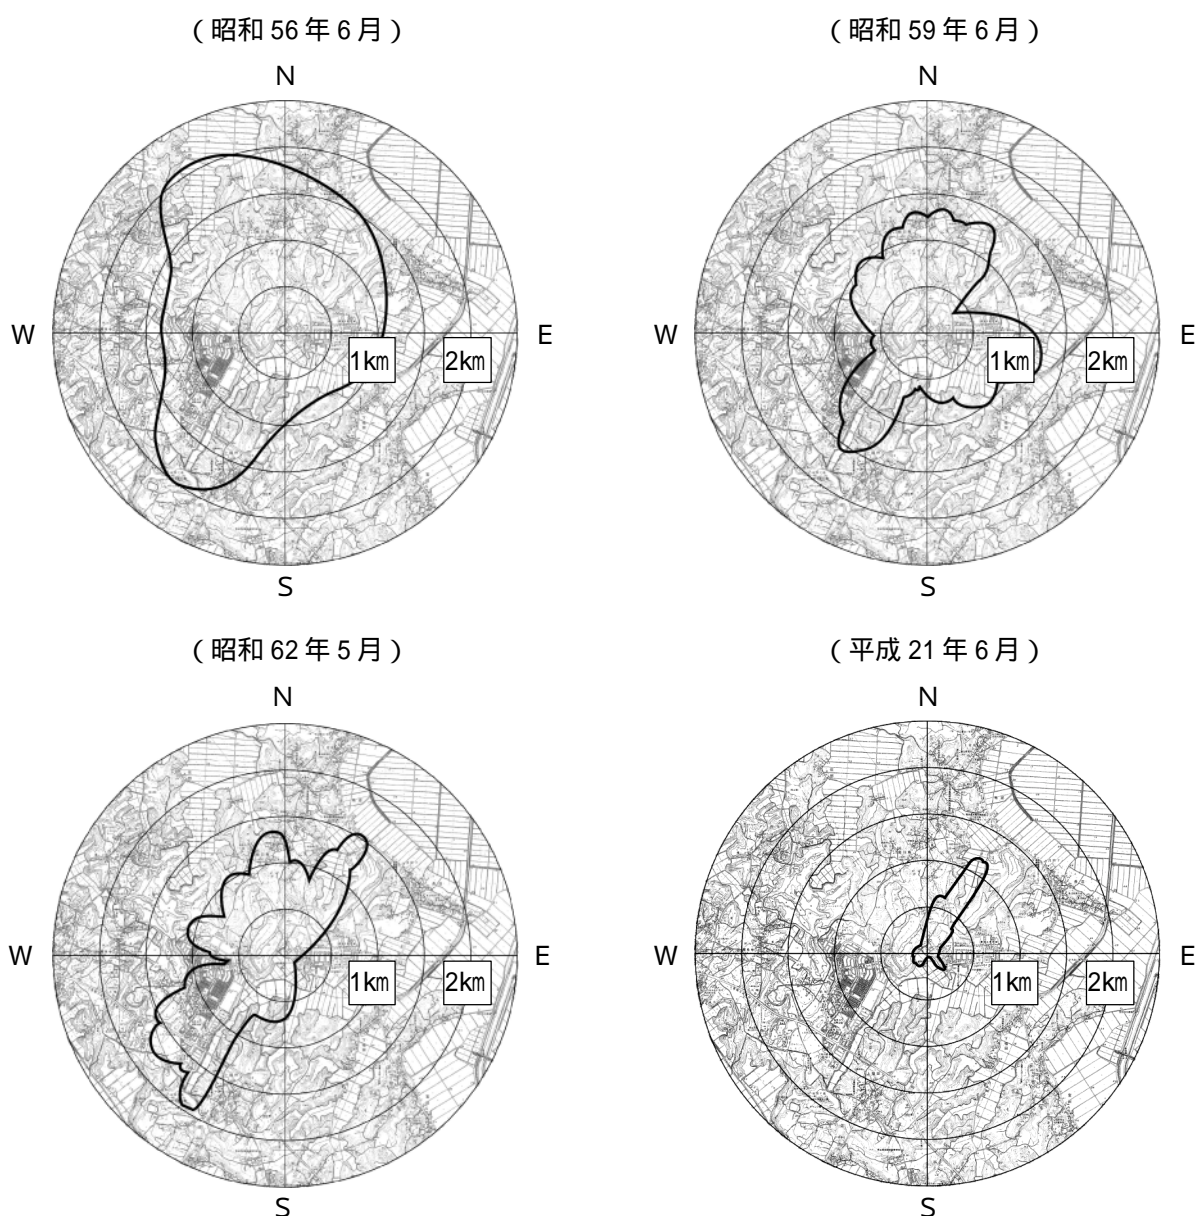 （昭和 56 年 6 月）
（昭和 59 年 6 月）
N
N
W
E
W
E
1㎞
2㎞
1㎞
2㎞
S
S
（昭和 62 年 5 月）
（平成 21 年 6 月）
N
N
W
E
W
E
1㎞
2㎞
1㎞
2㎞
S
S